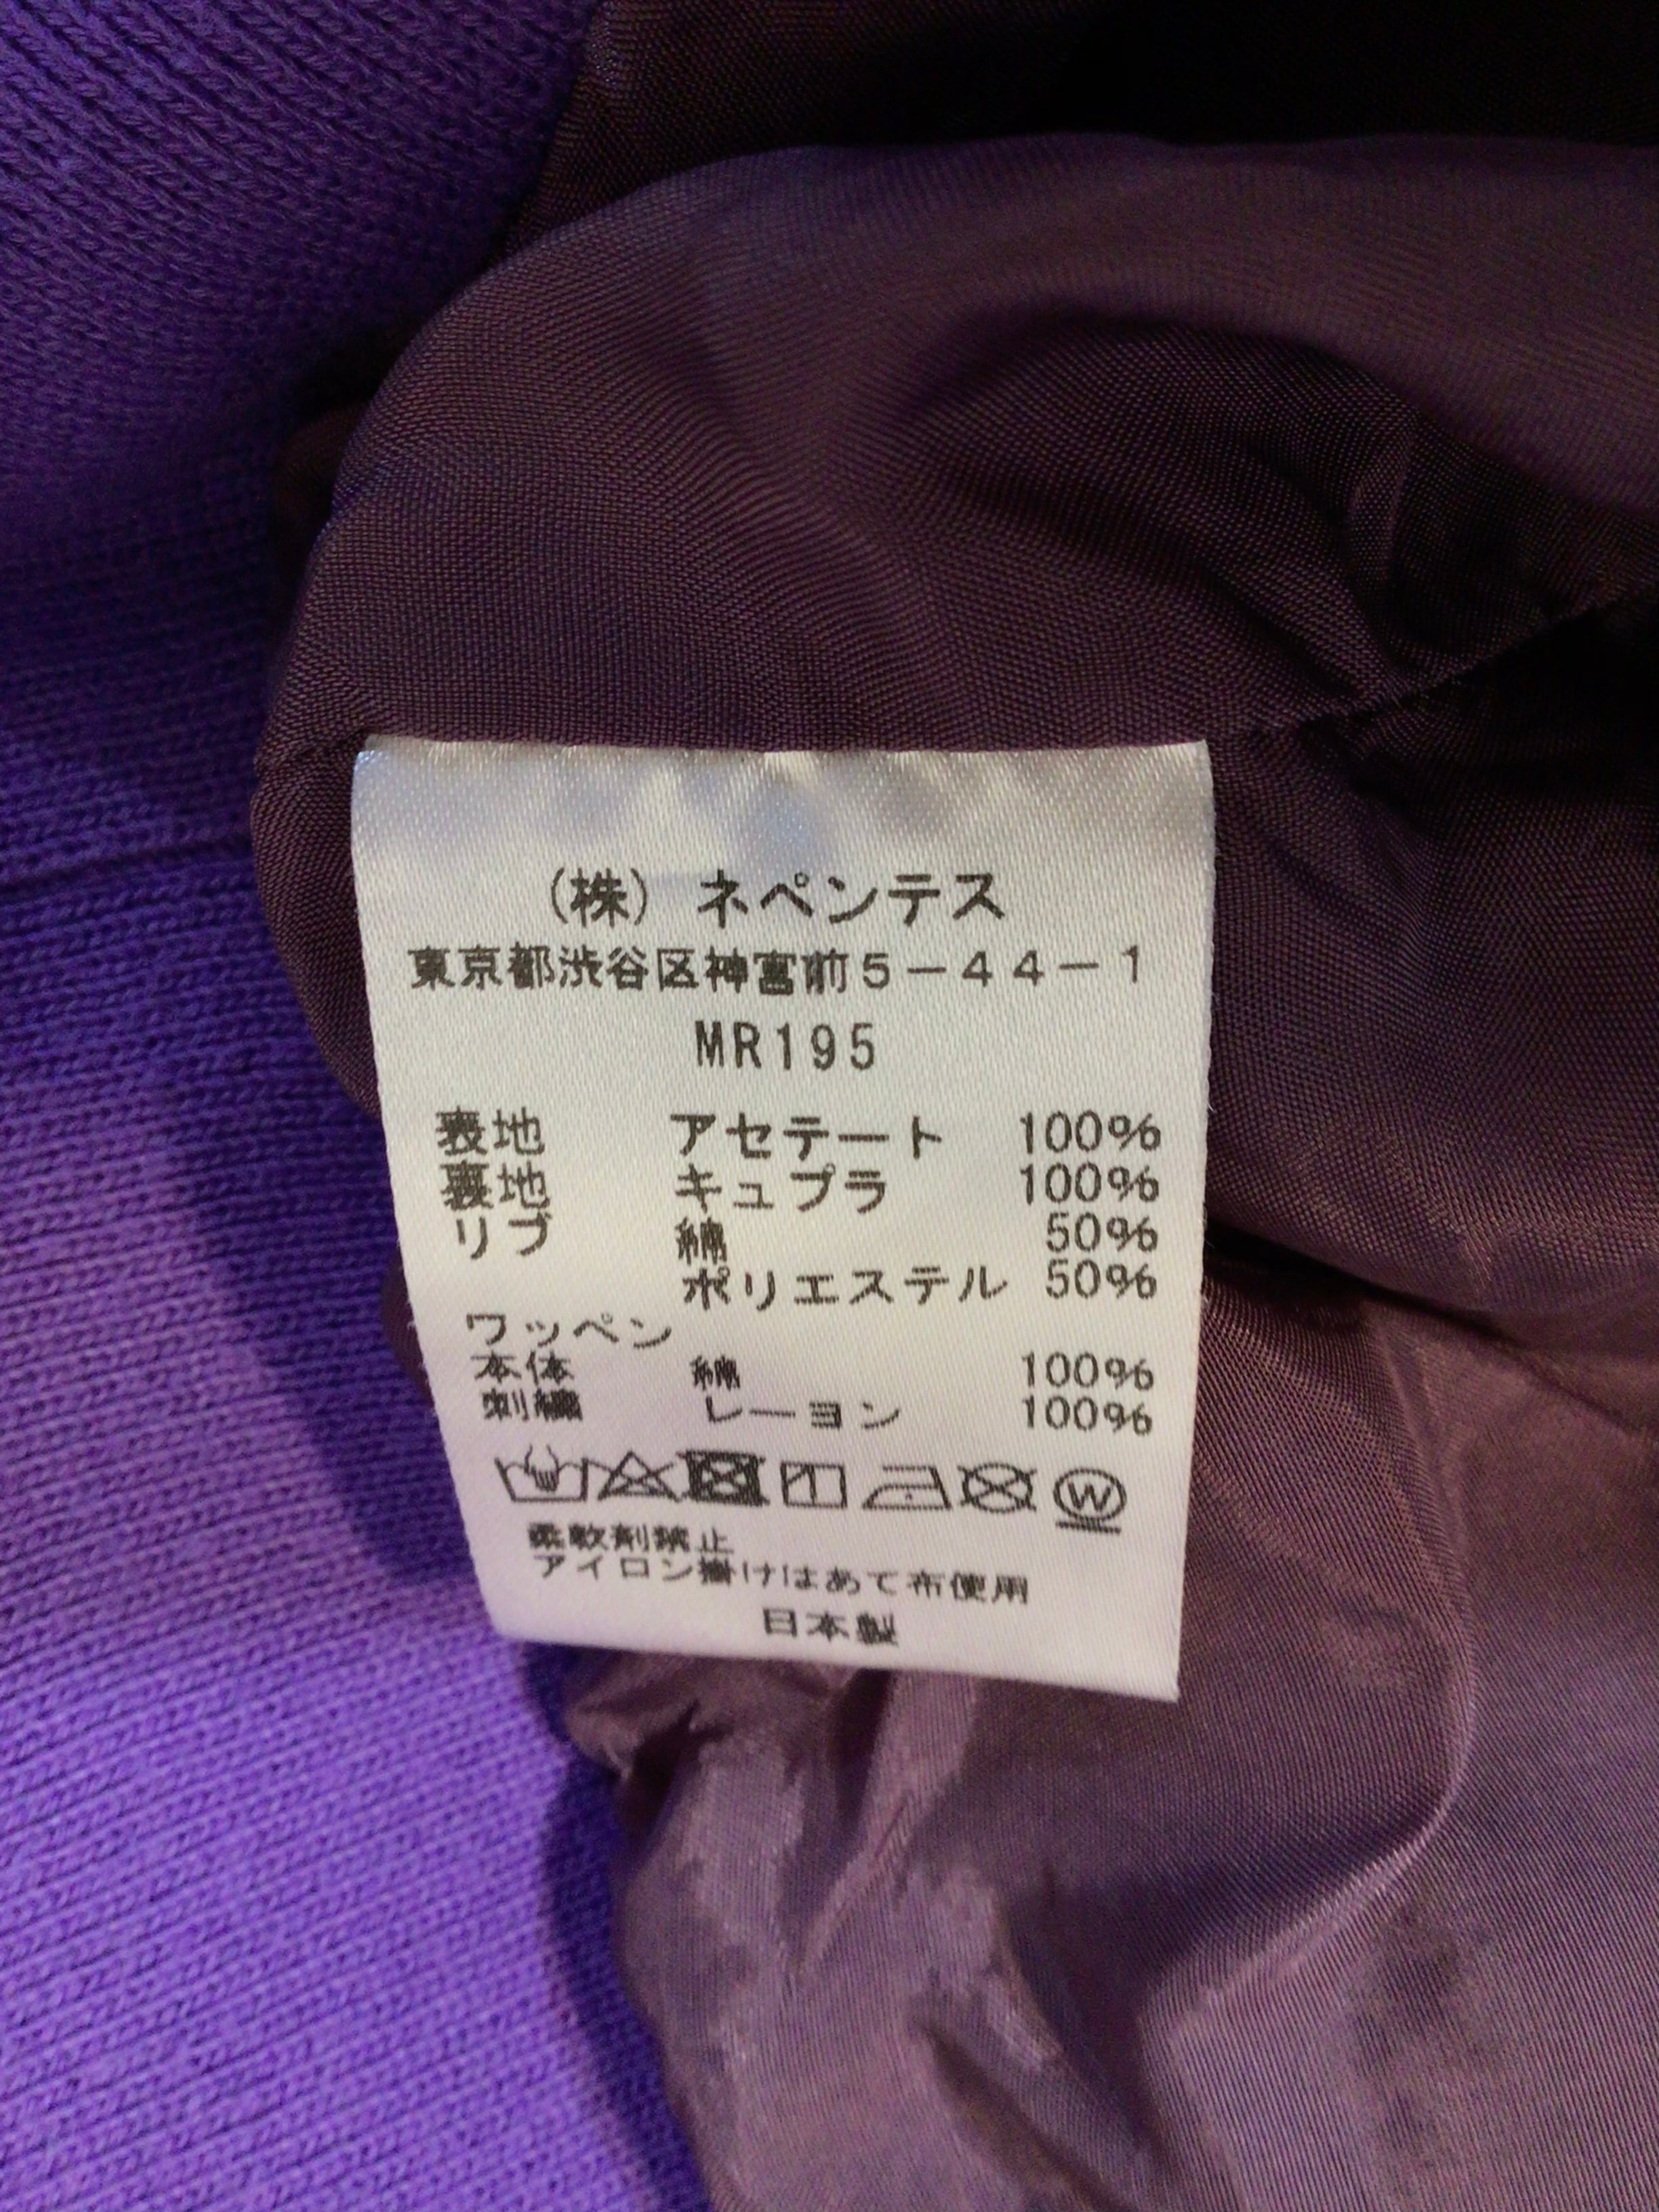 (株) ネペンテス
東京都渋谷区神宮前5-44-1
MR195
表地 アセテート 100%
裏地 キュプラ 100%
リブ 綿 50%
ポリエステル 50%
ワッペン
本体 綿 100%
刺繍 レーヨン 100%
W
柔軟剤禁止
アイロン掛けはあて布使用
日本製